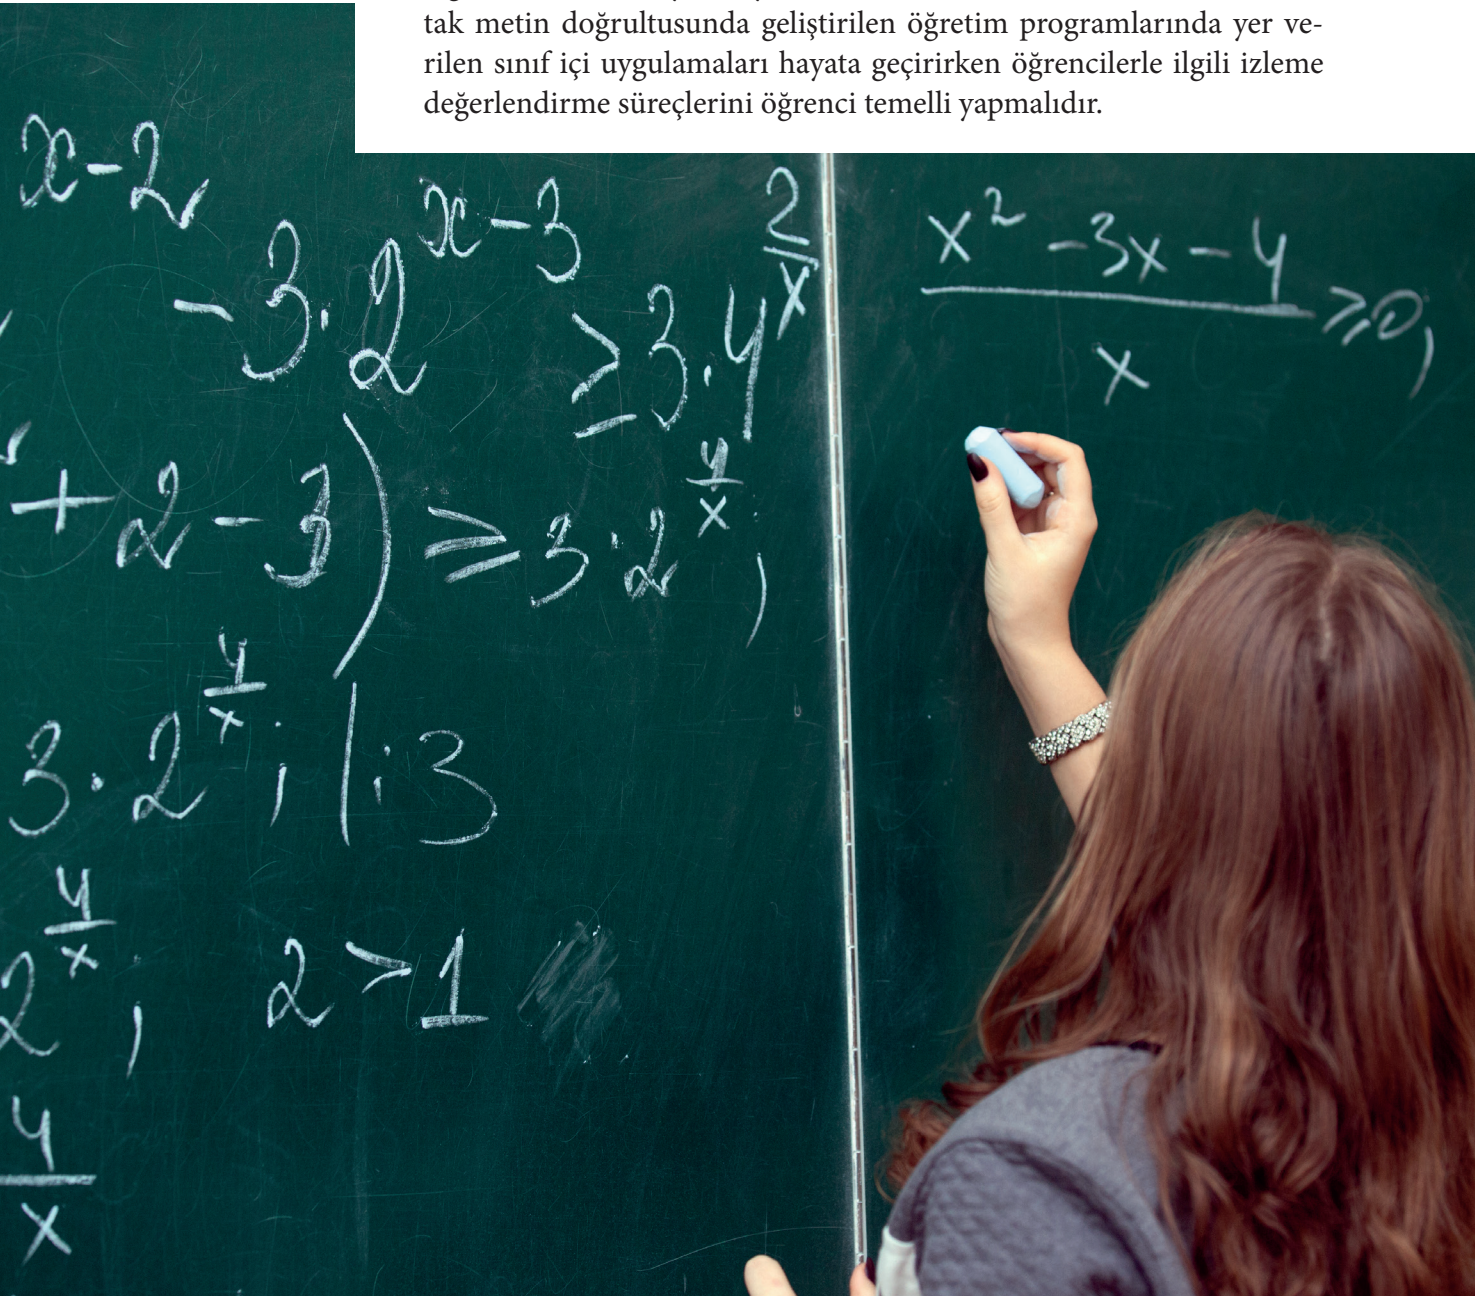 tak metin doğrultusunda geliştirilen öğretim programlarında yer ve-
rilen sınıf içi uygulamaları hayata geçirirken öğrencilerle ilgili izleme
değerlendirme süreçlerini öğrenci temelli yapmalıdır.
x-2
-3·2^{x-3} ≥ 3·4^{2/x}
+2-3) ≥ 3·2^{4/x};
3·2^{4/x}; |:3
2^{4/x}; 2>1
4/x
(x²-3x-4)/x ≥0,